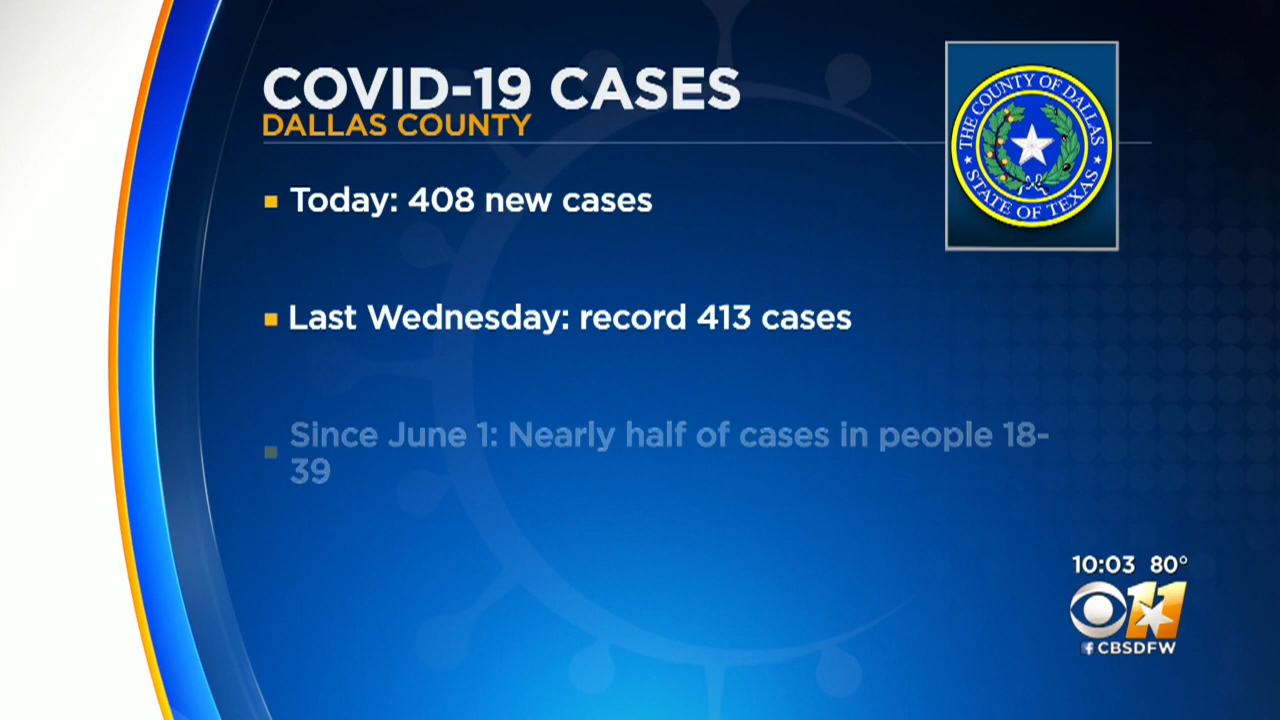 COVID-19 CASES
DALLAS COUNTY
THE COUNTY OF DALLAS
STATE OF TEXAS
Today: 408 new cases
Last Wednesday: record 413 cases
Since June 1: Nearly half of cases in people 18-
39
10:03 80°
11
f CBSDFW